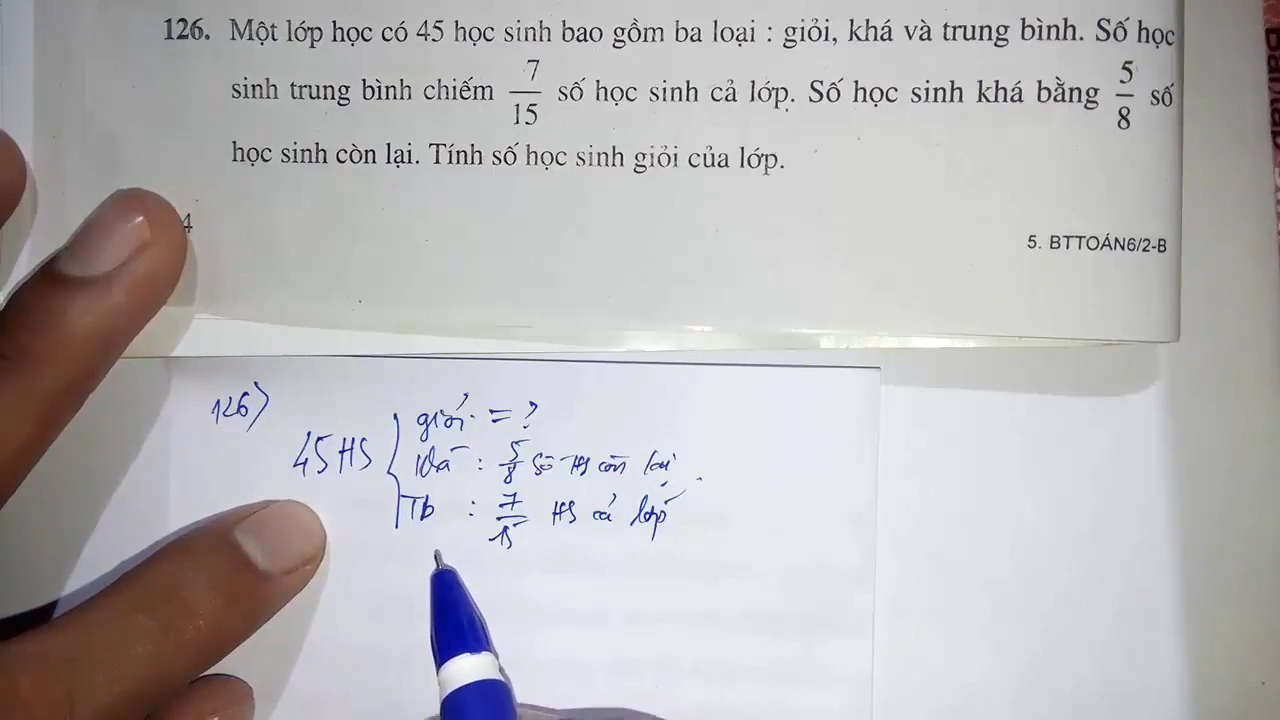 126. Một lớp học có 45 học sinh bao gồm ba loại : giỏi, khá và trung bình. Số học
sinh trung bình chiếm 7/15 số học sinh cả lớp. Số học sinh khá bằng 5/8 số
học sinh còn lại. Tính số học sinh giỏi của lớp.
4
5. BTTOÁN6/2-B
126)
45HS
giỏi = ?
Khá : 5/8 số HS còn lại.
Tb : 7/15 HS cả lớp